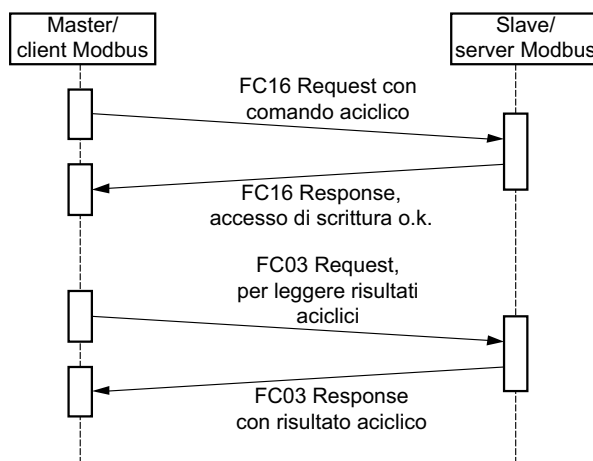 Master/
client Modbus
Slave/
server Modbus
FC16 Request con
comando aciclico
FC16 Response,
accesso di scrittura o.k.
FC03 Request,
per leggere risultati
aciclici
FC03 Response
con risultato aciclico